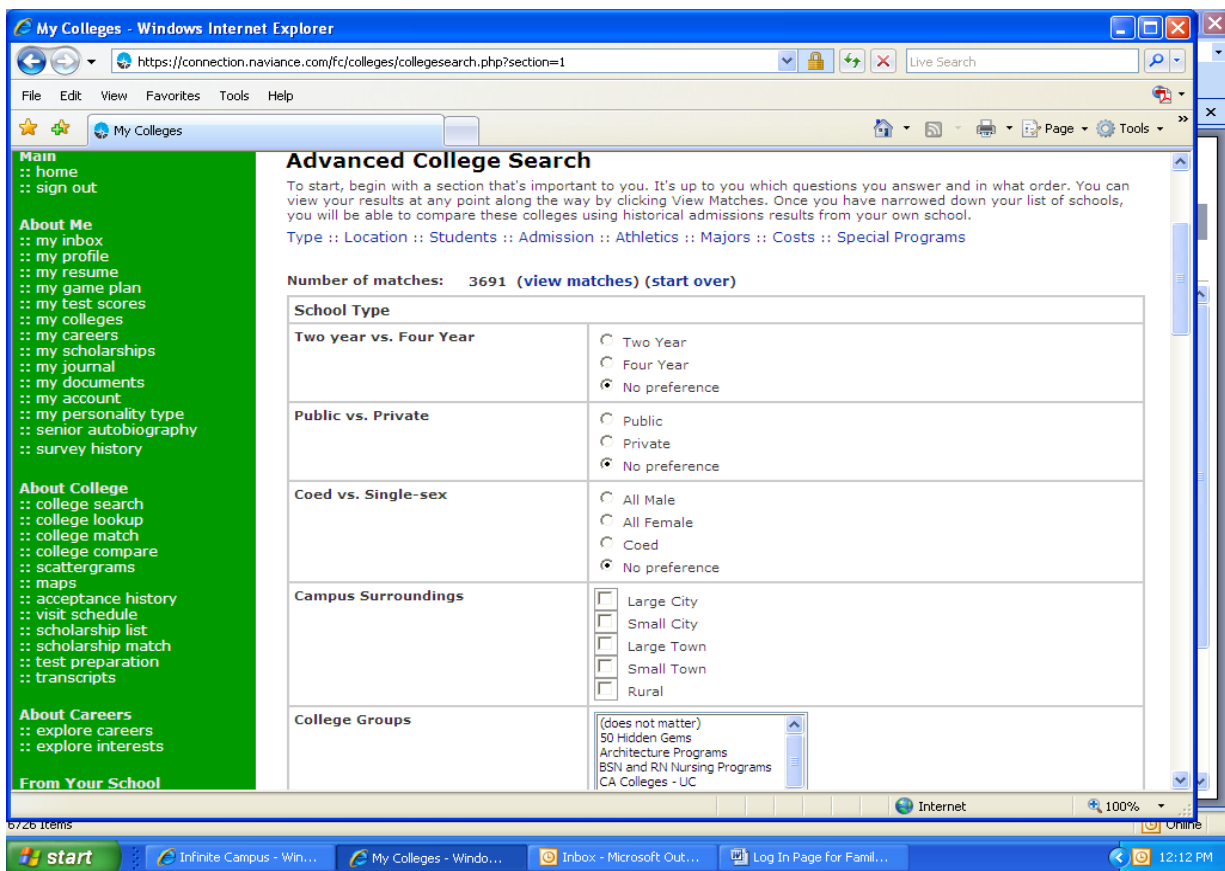 My Colleges - Windows Internet Explorer
https://connection.naviance.com/fc/colleges/collegesearch.php?section=1
Live Search
File Edit View Favorites Tools Help
My Colleges
Page Tools
Main
:: home
:: sign out
About Me
:: my inbox
:: my profile
:: my resume
:: my game plan
:: my test scores
:: my colleges
:: my careers
:: my scholarships
:: my journal
:: my documents
:: my account
:: my personality type
:: senior autobiography
:: survey history
About College
:: college search
:: college lookup
:: college match
:: college compare
:: scattergrams
:: maps
:: acceptance history
:: visit schedule
:: scholarship list
:: scholarship match
:: test preparation
:: transcripts
About Careers
:: explore careers
:: explore interests
From Your School
Advanced College Search
To start, begin with a section that's important to you. It's up to you which questions you answer and in what order. You can
view your results at any point along the way by clicking View Matches. Once you have narrowed down your list of schools,
you will be able to compare these colleges using historical admissions results from your own school.
Type :: Location :: Students :: Admission :: Athletics :: Majors :: Costs :: Special Programs
Number of matches: 3691 (view matches) (start over)
School Type
Two year vs. Four Year
Two Year
Four Year
No preference
Public vs. Private
Public
Private
No preference
Coed vs. Single-sex
All Male
All Female
Coed
No preference
Campus Surroundings
Large City
Small City
Large Town
Small Town
Rural
College Groups
(does not matter)
50 Hidden Gems
Architecture Programs
BSN and RN Nursing Programs
CA Colleges - UC
Internet 100%
6726 Items
Online
start
Infinite Campus - Win...
My Colleges - Windo...
Inbox - Microsoft Out...
Log In Page for Famil...
12:12 PM